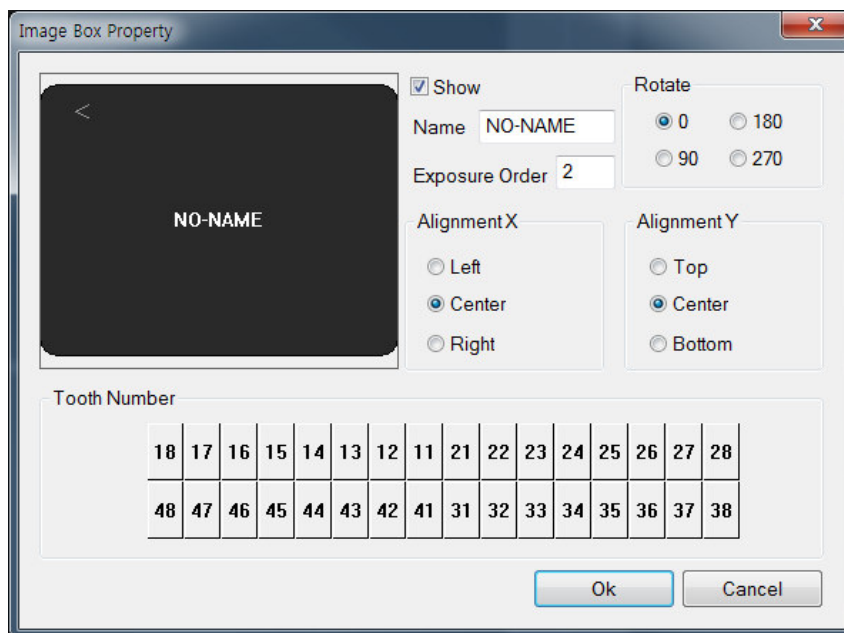 Image Box Property
<
NO-NAME
Show
Name NO-NAME
Exposure Order 2
Rotate
0 180
90 270
Alignment X
Left
Center
Right
Alignment Y
Top
Center
Bottom
Tooth Number
18 17 16 15 14 13 12 11 21 22 23 24 25 26 27 28
48 47 46 45 44 43 42 41 31 32 33 34 35 36 37 38
Ok Cancel